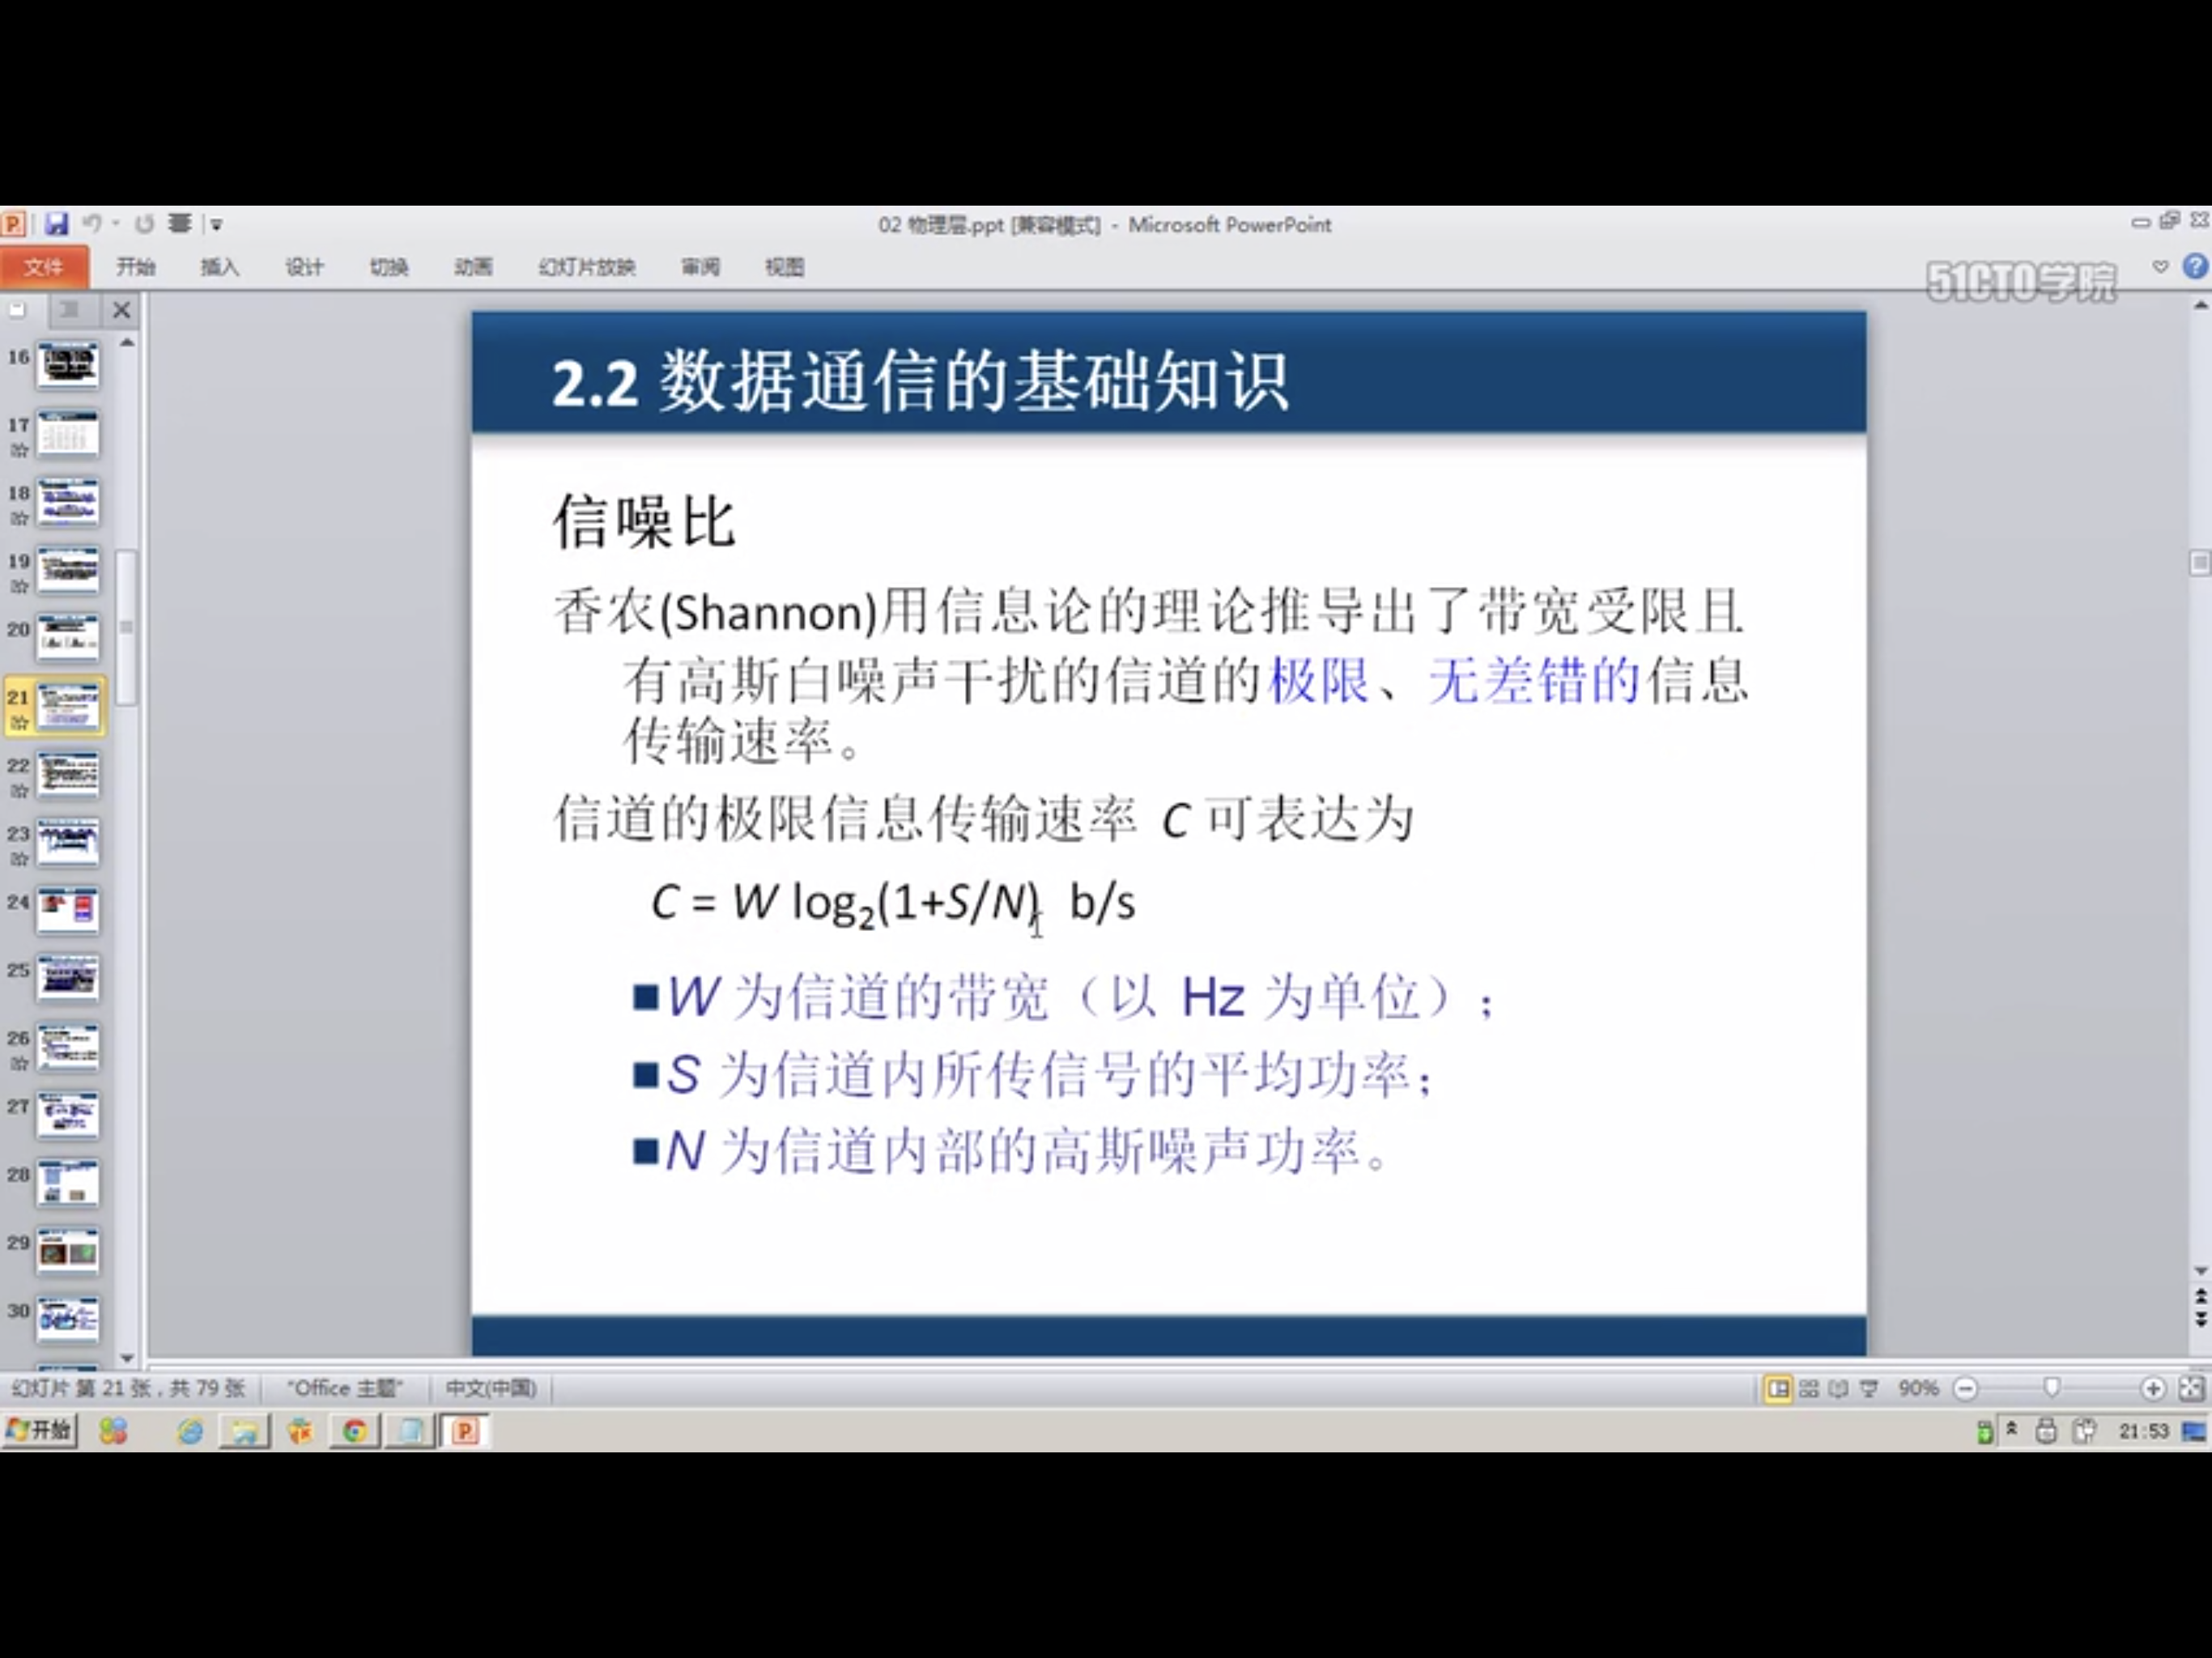 02 物理层.ppt [兼容模式] - Microsoft PowerPoint
文件 开始 插入 设计 切换 动画 幻灯片放映 审阅 视图
51CTO学院
16
17
18
19
20
21
22
23
24
25
26
27
28
29
30
2.2 数据通信的基础知识
信噪比
香农(Shannon)用信息论的理论推导出了带宽受限且
有高斯白噪声干扰的信道的极限、无差错的信息
传输速率。
信道的极限信息传输速率 C 可表达为
C = W log₂(1+S/N) b/s
■W 为信道的带宽（以 Hz 为单位）；
■S 为信道内所传信号的平均功率；
■N 为信道内部的高斯噪声功率。
幻灯片 第 21 张，共 79 张 "Office 主题" 中文(中国) 90%
开始 21:53